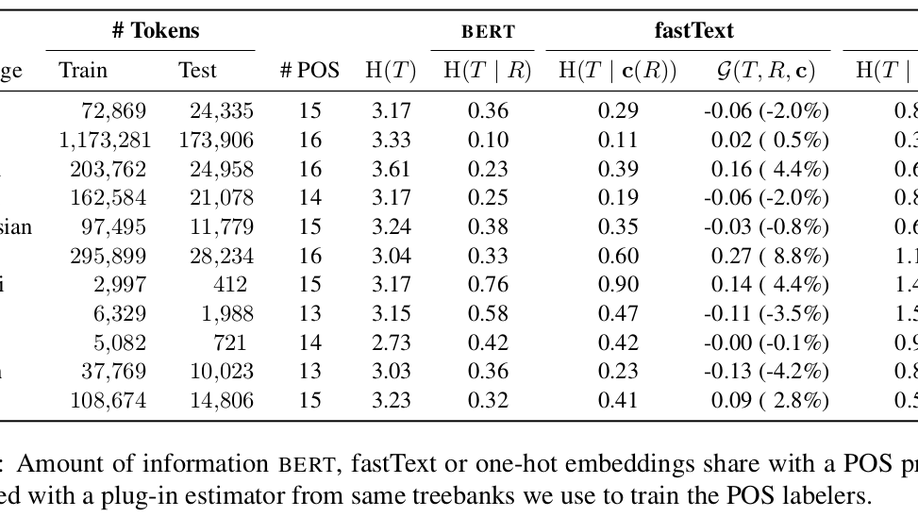 # Tokens BERT fastText
ge Train Test # POS H(T) H(T | R) H(T | c(R)) G(T, R, c) H(T |
72,869 24,335 15 3.17 0.36 0.29 -0.06 (-2.0%) 0.8
1,173,281 173,906 16 3.33 0.10 0.11 0.02 ( 0.5%) 0.3
203,762 24,958 16 3.61 0.23 0.39 0.16 ( 4.4%) 0.6
162,584 21,078 14 3.17 0.25 0.19 -0.06 (-2.0%) 0.8
sian 97,495 11,779 15 3.24 0.38 0.35 -0.03 (-0.8%) 0.6
295,899 28,234 16 3.04 0.33 0.60 0.27 ( 8.8%) 1.1
i 2,997 412 15 3.17 0.76 0.90 0.14 ( 4.4%) 1.4
6,329 1,988 13 3.15 0.58 0.47 -0.11 (-3.5%) 1.5
5,082 721 14 2.73 0.42 0.42 -0.00 (-0.1%) 0.9
37,769 10,023 13 3.03 0.36 0.23 -0.13 (-4.2%) 0.8
108,674 14,806 15 3.23 0.32 0.41 0.09 ( 2.8%) 0.5
: Amount of information BERT, fastText or one-hot embeddings share with a POS pr
ed with a plug-in estimator from same treebanks we use to train the POS labelers.